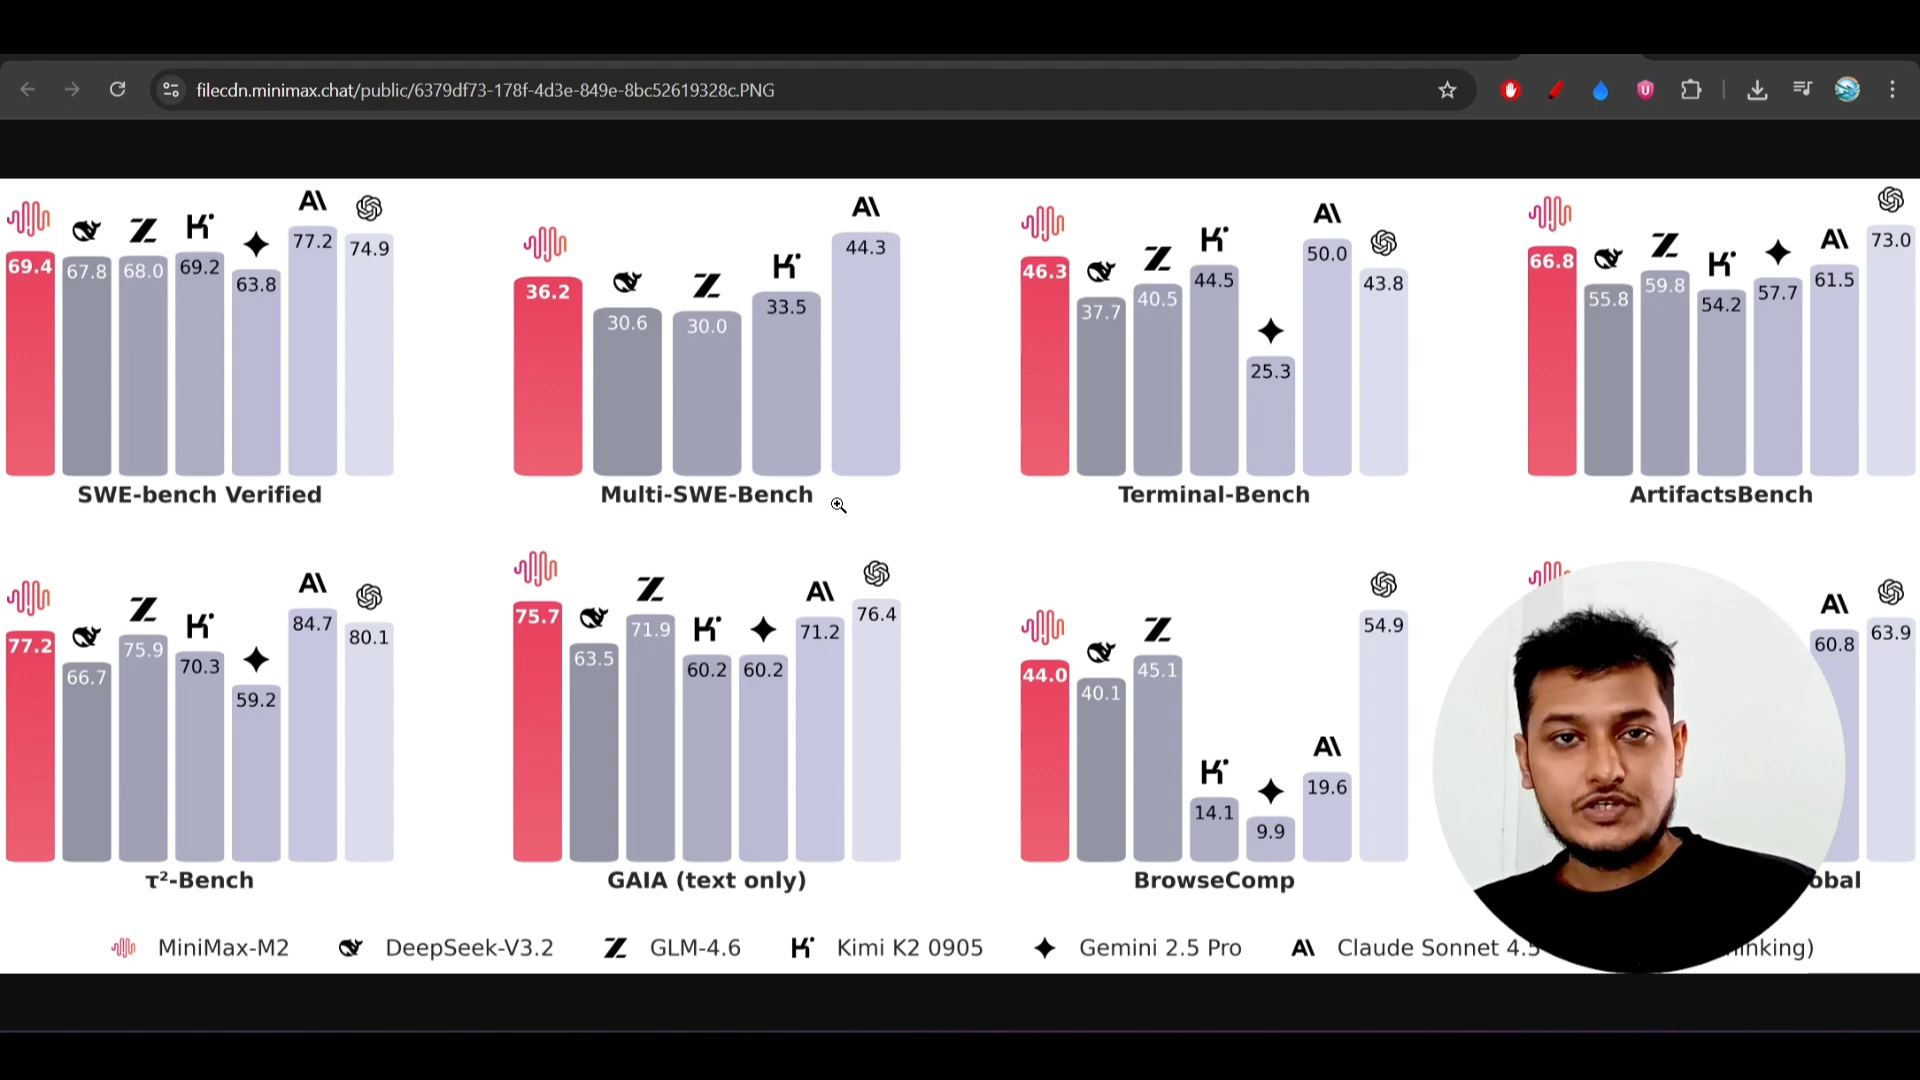 filecdn.minimax.chat/public/6379df73-178f-4d3e-849e-8bc52619328c.PNG
69.4 67.8 68.0 69.2 63.8 77.2 74.9
SWE-bench Verified
36.2 30.6 30.0 33.5 44.3
Multi-SWE-Bench
46.3 37.7 40.5 44.5 25.3 50.0 43.8
Terminal-Bench
66.8 55.8 59.8 54.2 57.7 61.5 73.0
ArtifactsBench
77.2 66.7 75.9 70.3 59.2 84.7 80.1
τ²-Bench
75.7 63.5 71.9 60.2 60.2 71.2 76.4
GAIA (text only)
44.0 40.1 45.1 14.1 9.9 19.6 54.9
BrowseComp
60.8 63.9
obal
MiniMax-M2 DeepSeek-V3.2 GLM-4.6 Kimi K2 0905 Gemini 2.5 Pro Claude Sonnet 4.5 inking)